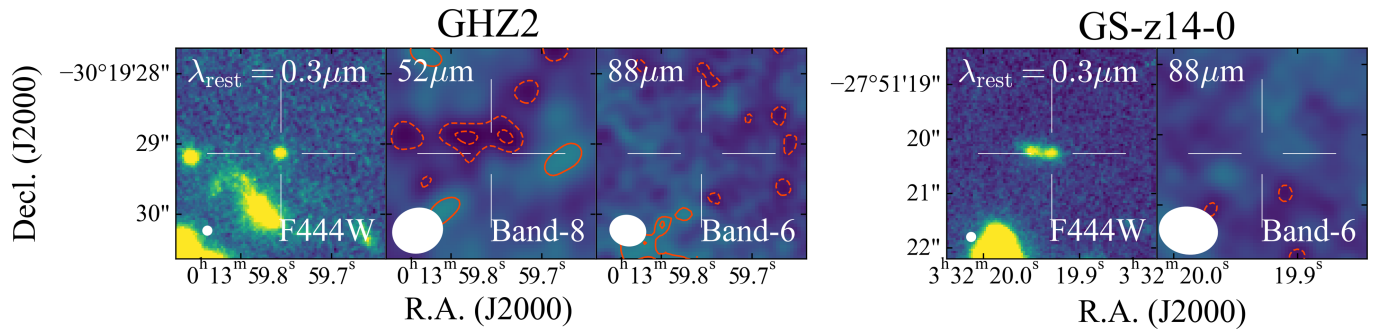 GHZ2
GS-z14-0
Decl. (J2000)
−30°19'28"
29"
30"
λrest = 0.3μm
F444W
52μm
Band-8
88μm
Band-6
0h13m59.8s 59.7s
0h13m59.8s 59.7s
0h13m59.8s 59.7s
R.A. (J2000)
−27°51'19"
20"
21"
22"
λrest = 0.3μm
F444W
88μm
Band-6
3h32m20.0s 19.9s
3h32m20.0s 19.9s
R.A. (J2000)